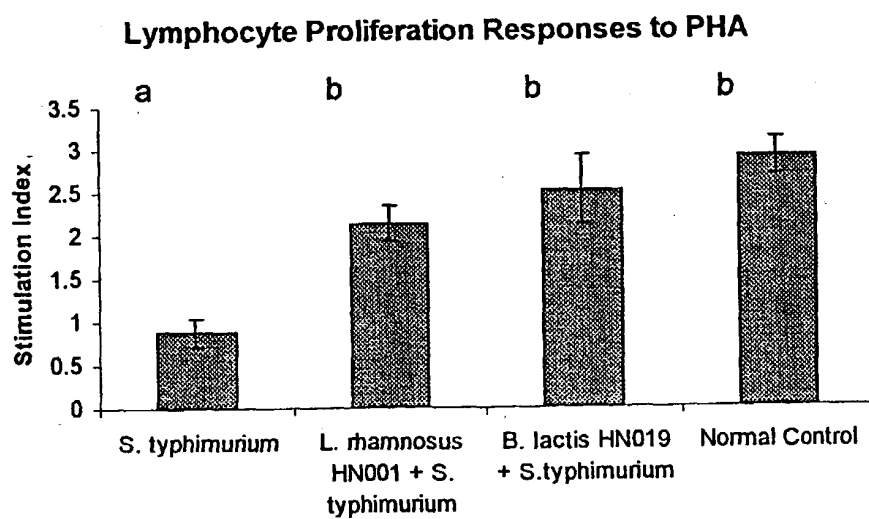 Lymphocyte Proliferation Responses to PHA
a b b b
3.5
3
2.5
2
1.5
1
0.5
0
Stimulation Index.
S. typhimurium
L. rhamnosus
HN001 + S.
typhimurium
B. lactis HN019
+ S.typhimurium
Normal Control